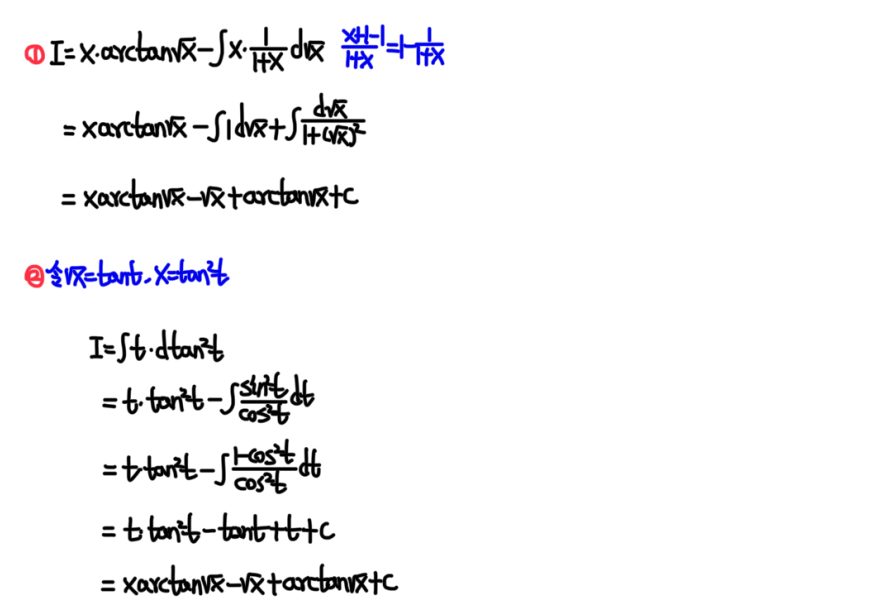 ① I=x·arctan√x-∫x·1/(1+x) d√x (x+1-1)/(1+x)=1-1/(1+x)
=xarctan√x-∫1d√x+∫d√x/(1+(√x)²)
=xarctan√x-√x+arctan√x+C
② 令√x=tant.x=tan²t
I=∫t·dtan²t
=t·tan²t-∫sin²t/cos²t dt
=t·tan²t-∫(1-cos²t)/cos²t dt
=t·tan²t-tant+t+C
=xarctan√x-√x+arctan√x+C